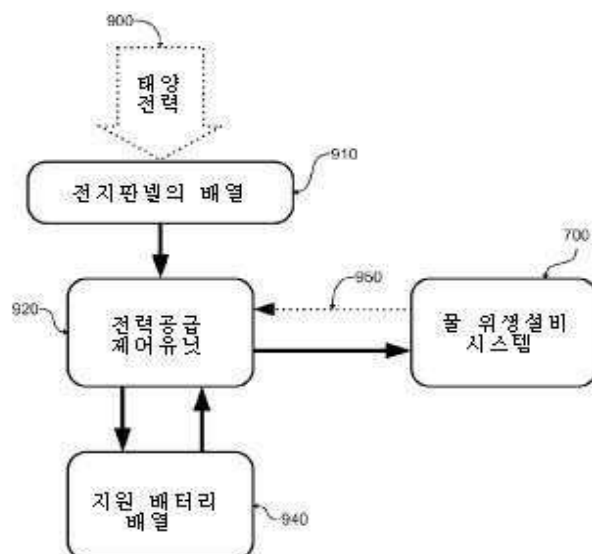 900
태양
전력
910
전지판넬의 배열
950
700
920
전력공급
제어유닛
물 위생설비
시스템
지원 배터리
배열
940